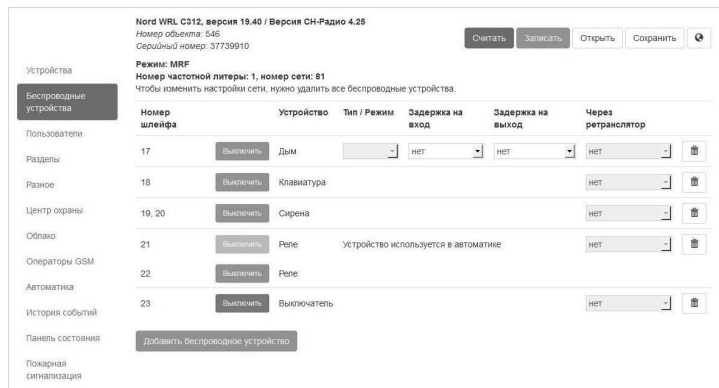 Nord WRL C312, версия 19.40 / Версия СН-Радио 4.25
Номер объекта: 546
Серийный номер: 37739910
Считать Записать Открыть Сохранить
Режим: MRF
Номер частотной литеры: 1, номер сети: 81
Чтобы изменить настройки сети, нужно удалить все беспроводные устройства.
Устройства
Беспроводные
устройства
Пользователи
Разделы
Разное
Центр охраны
Облако
Операторы GSM
Автоматика
История событий
Панель состояния
Пожарная
сигнализация
Номер шлейфа Устройство Тип / Режим Задержка на вход Задержка на выход Через ретранслятор
17 Выключить Дым нет нет нет
18 Выключить Клавиатура нет
19, 20 Выключить Сирена нет
21 Выключить Реле Устройство используется в автоматике нет
22 Выключить Реле
23 Выключить Выключатель нет
Добавить беспроводное устройство